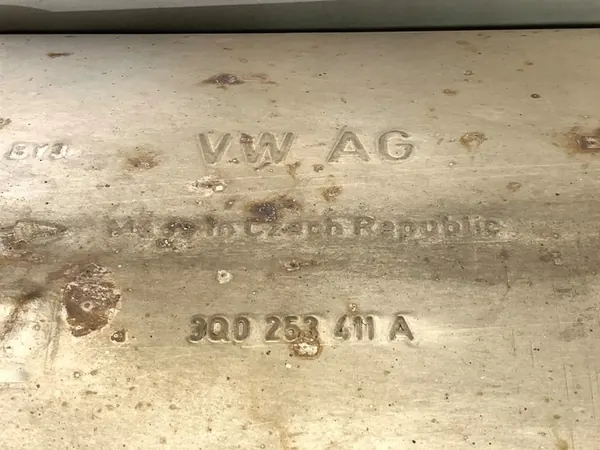 VW AG
Made in Czech Republic
3Q0 253 411 A